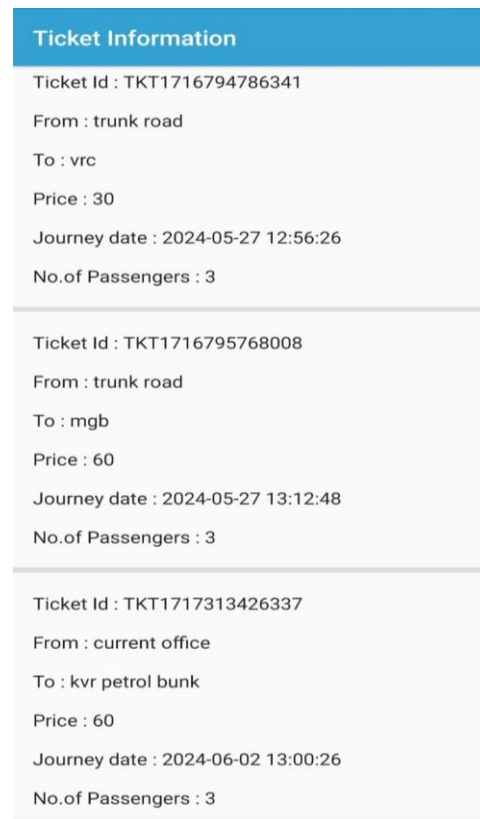 Ticket Information
Ticket Id : TKT1716794786341
From : trunk road
To : vrc
Price : 30
Journey date : 2024-05-27 12:56:26
No.of Passengers : 3
Ticket Id : TKT1716795768008
From : trunk road
To : mgb
Price : 60
Journey date : 2024-05-27 13:12:48
No.of Passengers : 3
Ticket Id : TKT1717313426337
From : current office
To : kvr petrol bunk
Price : 60
Journey date : 2024-06-02 13:00:26
No.of Passengers : 3